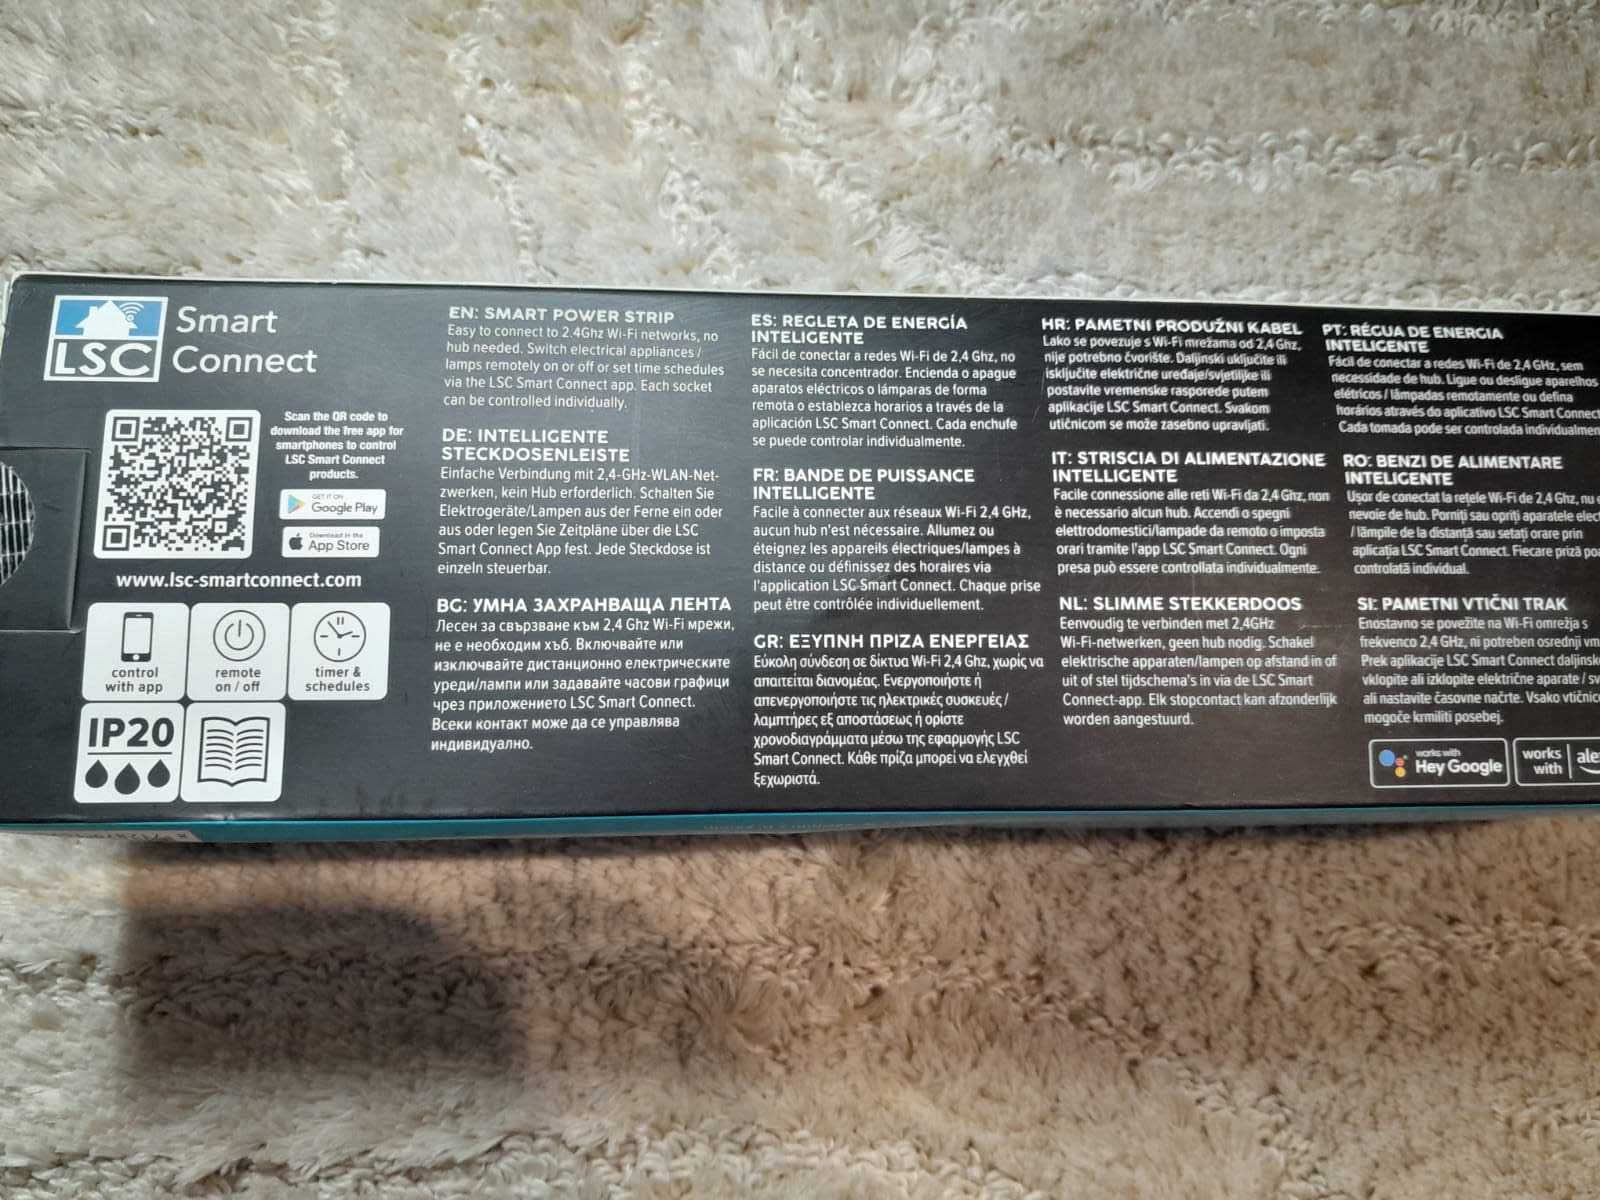 LSC
Smart
Connect
Scan the QR code to
download the free app for
smartphones to control
LSC Smart Connect
products.
GET IT ON
Google Play
Download on the
App Store
www.lsc-smartconnect.com
control
with app
remote
on / off
timer &
schedules
IP20
EN: SMART POWER STRIP
Easy to connect to 2.4Ghz Wi-Fi networks, no
hub needed. Switch electrical appliances /
lamps remotely on or off or set time schedules
via the LSC Smart Connect app. Each socket
can be controlled individually.
DE: INTELLIGENTE
STECKDOSENLEISTE
Einfache Verbindung mit 2,4-GHz-WLAN-Net-
zwerken, kein Hub erforderlich. Schalten Sie
Elektrogeräte/Lampen aus der Ferne ein oder
aus oder legen Sie Zeitpläne über die LSC
Smart Connect App fest. Jede Steckdose ist
einzeln steuerbar.
BG: УМНА ЗАХРАНВАЩА ЛЕНТА
Лесен за свързване към 2,4 Ghz Wi-Fi мрежи,
не е необходим хъб. Включвайте или
изключвайте дистанционно електрическите
уреди/лампи или задавайте часови графици
чрез приложението LSC Smart Connect.
Всеки контакт може да се управлява
индивидуално.
ES: REGLETA DE ENERGÍA
INTELIGENTE
Fácil de conectar a redes Wi-Fi de 2,4 Ghz, no
se necesita concentrador. Encienda o apague
aparatos eléctricos o lámparas de forma
remota o establezca horarios a través de la
aplicación LSC Smart Connect. Cada enchufe
se puede controlar individualmente.
FR: BANDE DE PUISSANCE
INTELLIGENTE
Facile à connecter aux réseaux Wi-Fi 2,4 GHz,
aucun hub n'est nécessaire. Allumez ou
éteignez les appareils électriques/lampes à
distance ou définissez des horaires via
l'application LSC Smart Connect. Chaque prise
peut être contrôlée individuellement.
GR: ΕΞΥΠΝΗ ΠΡΙΖΑ ΕΝΕΡΓΕΙΑΣ
Εύκολη σύνδεση σε δίκτυα Wi-Fi 2,4 Ghz, χωρίς να
απαιτείται διανομέας. Ενεργοποιήστε ή
απενεργοποιήστε τις ηλεκτρικές συσκευές /
λαμπτήρες εξ αποστάσεως ή ορίστε
χρονοδιαγράμματα μέσω της εφαρμογής LSC
Smart Connect. Κάθε πρίζα μπορεί να ελεγχθεί
ξεχωριστά.
HR: PAMETNI PRODUŽNI KABEL
Lako se povezuje s Wi-Fi mrežama od 2,4 Ghz,
nije potrebno čvorište. Daljinski uključite ili
isključite električne uređaje/svjetiljke ili
postavite vremenske rasporede putem
aplikacije LSC Smart Connect. Svakom
utičnicom se može zasebno upravljati.
IT: STRISCIA DI ALIMENTAZIONE
INTELLIGENTE
Facile connessione alle reti Wi-Fi da 2,4 Ghz, non
è necessario alcun hub. Accendi o spegni
elettrodomestici/lampade da remoto o imposta
orari tramite l'app LSC Smart Connect. Ogni
presa può essere controllata individualmente.
NL: SLIMME STEKKERDOOS
Eenvoudig te verbinden met 2,4GHz
Wi-Fi-netwerken, geen hub nodig. Schakel
elektrische apparaten/lampen op afstand in of
uit of stel tijdschema's in via de LSC Smart
Connect-app. Elk stopcontact kan afzonderlijk
worden aangestuurd.
PT: RÉGUA DE ENERGIA
INTELIGENTE
Fácil de conectar a redes Wi-Fi de 2,4 GHz, sem
necessidade de hub. Ligue ou desligue aparelhos
elétricos / lâmpadas remotamente ou defina
horários através do aplicativo LSC Smart Connect
Cada tomada pode ser controlada individualmen
RO: BENZI DE ALIMENTARE
INTELIGENTE
Ușor de conectat la rețele Wi-Fi de 2,4 Ghz, nu
nevoie de hub. Porniți sau opriți aparatele elec
/ lămpile de la distanță sau setați orare prin
aplicația LSC Smart Connect. Fiecare priză po
controlată individual.
SI: PAMETNI VTIČNI TRAK
Enostavno se povežite na Wi-Fi omrežja s
frekvenco 2,4 GHz, ni potreben osrednji vm
Prek aplikacije LSC Smart Connect daljinsk
vklopite ali izklopite električne aparate / sv
ali nastavite časovne načrte. Vsako vtičnic
mogoče krmiliti posebej.
works with
Hey Google
works
with
ale